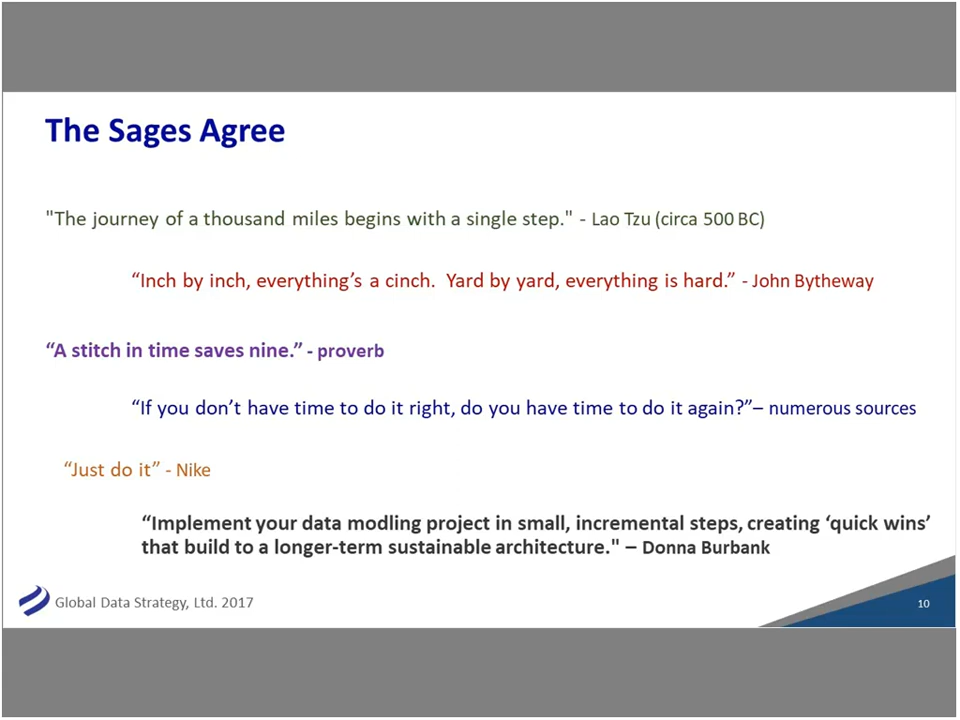 The Sages Agree
"The journey of a thousand miles begins with a single step." - Lao Tzu (circa 500 BC)
“Inch by inch, everything’s a cinch.  Yard by yard, everything is hard.” - John Bytheway
“A stitch in time saves nine.” - proverb
“If you don’t have time to do it right, do you have time to do it again?”– numerous sources
“Just do it” - Nike
“Implement your data modling project in small, incremental steps, creating ‘quick wins’
that build to a longer-term sustainable architecture." – Donna Burbank
Global Data Strategy, Ltd. 2017
10